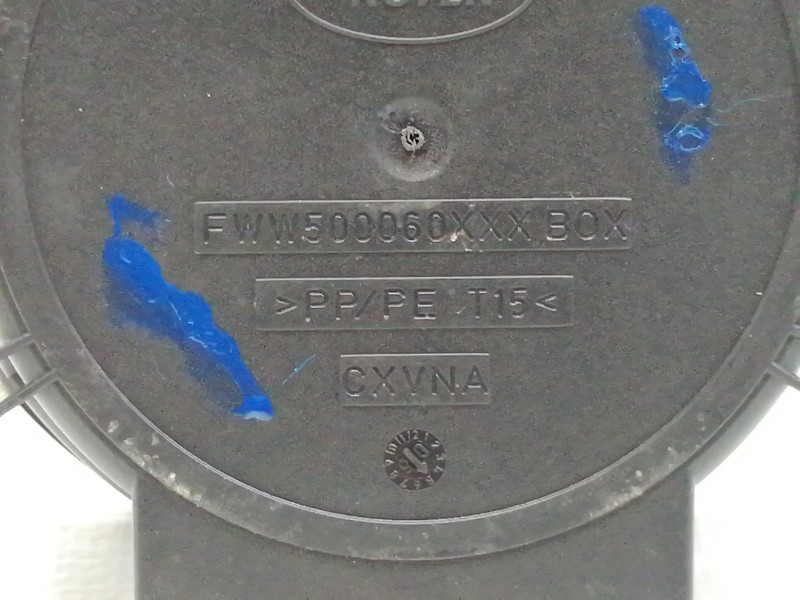 FWW500060XXX BOX
>PP/PE T15<
CXVNA